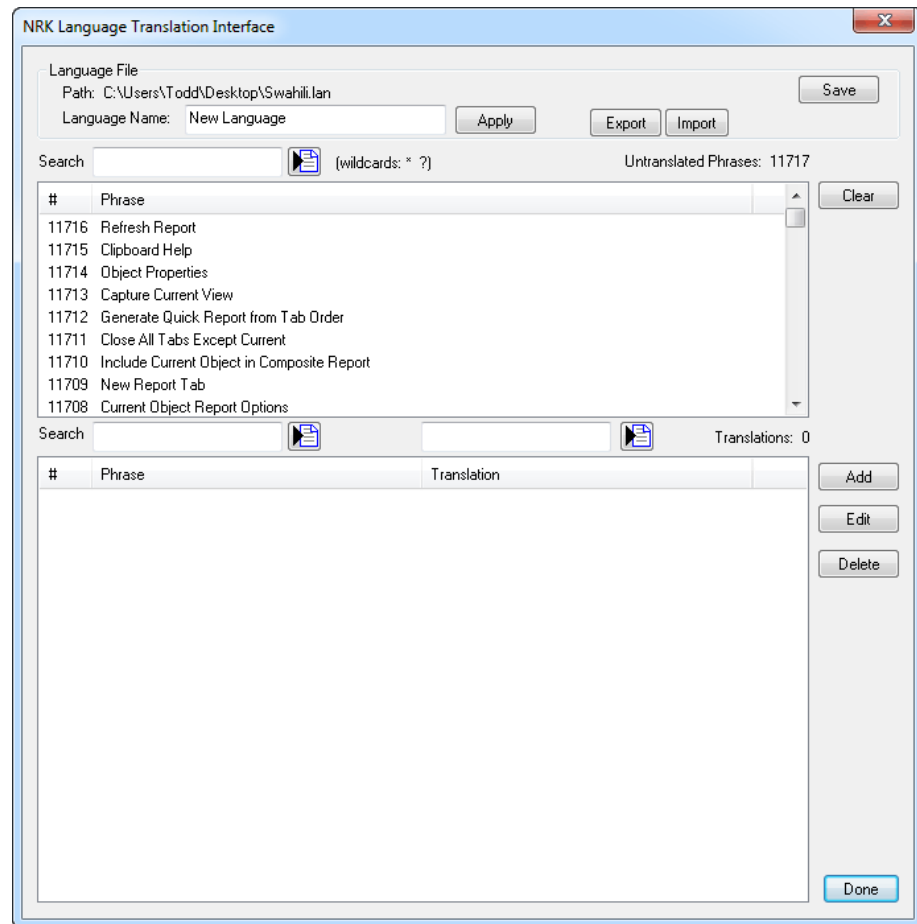 NRK Language Translation Interface
Language File
Path: C:\Users\Todd\Desktop\Swahili.lan
Save
Language Name: New Language Apply Export Import
Search (wildcards: * ?) Untranslated Phrases: 11717
# Phrase Clear
11716 Refresh Report
11715 Clipboard Help
11714 Object Properties
11713 Capture Current View
11712 Generate Quick Report from Tab Order
11711 Close All Tabs Except Current
11710 Include Current Object in Composite Report
11709 New Report Tab
11708 Current Object Report Options
Search Translations: 0
# Phrase Translation Add
Edit
Delete
Done